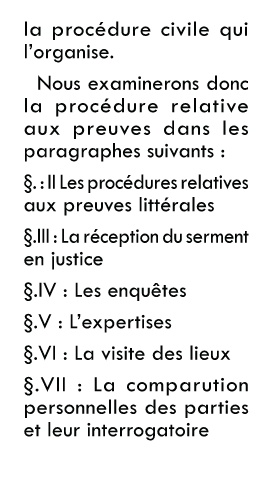 la procédure civile qui
l'organise.
Nous examinerons donc
la procédure relative
aux preuves dans les
paragraphes suivants :
§. : II Les procédures relatives
aux preuves littérales
§.III : La réception du serment
en justice
§.IV : Les enquêtes
§.V : L'expertises
§.VI : La visite des lieux
§.VII : La comparution
personnelles des parties
et leur interrogatoire